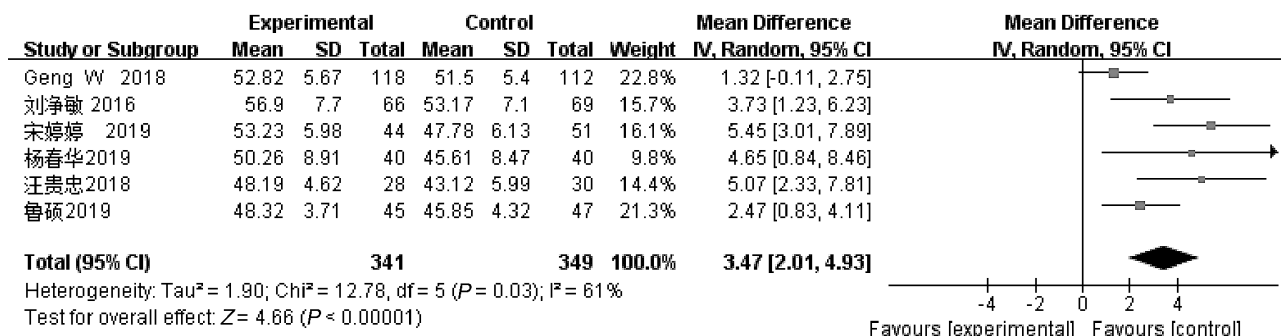 Experimental Control Mean Difference Mean Difference
Study or Subgroup Mean SD Total Mean SD Total Weight IV, Random, 95% CI IV, Random, 95% CI
Geng W 2018 52.82 5.67 118 51.5 5.4 112 22.8% 1.32 [-0.11, 2.75]
刘净敏 2016 56.9 7.7 66 53.17 7.1 69 15.7% 3.73 [1.23, 6.23]
宋婷婷 2019 53.23 5.98 44 47.78 6.13 51 16.1% 5.45 [3.01, 7.89]
杨春华2019 50.26 8.91 40 45.61 8.47 40 9.8% 4.65 [0.84, 8.46]
汪贵忠2018 48.19 4.62 28 43.12 5.99 30 14.4% 5.07 [2.33, 7.81]
鲁硕2019 48.32 3.71 45 45.85 4.32 47 21.3% 2.47 [0.83, 4.11]
Total (95% CI) 341 349 100.0% 3.47 [2.01, 4.93]
Heterogeneity: Tau² = 1.90; Chi² = 12.78, df = 5 (P = 0.03); I² = 61%
Test for overall effect: Z = 4.66 (P < 0.00001)
-4 -2 0 2 4
Favours [experimental] Favours [control]